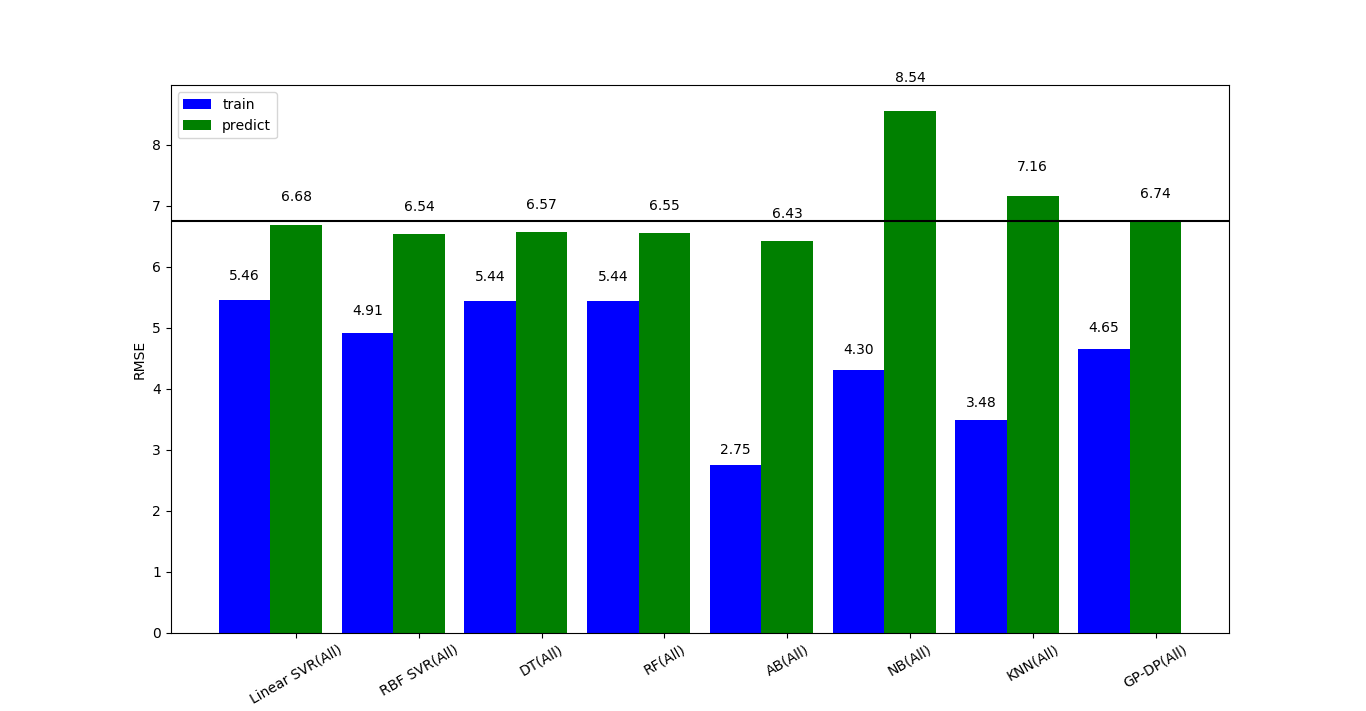 8.54
train
predict
8
7.16
6.68
6.54
6.57
6.55
6.43
6.74
7
6
5.46
4.91
5.44
5.44
5
4.65
4.30
RMSE
4
3.48
3
2.75
2
1
0
Linear SVR(All)
RBF SVR(All)
DT(All)
RF(All)
AB(All)
NB(All)
KNN(All)
GP-DP(All)